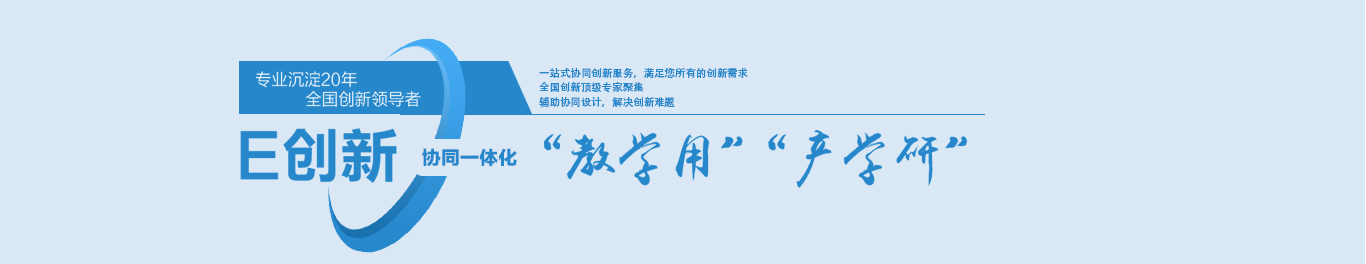 专业沉淀20年
全国创新领导者
一站式协同创新服务，满足您所有的创新需求
全国创新顶级专家聚集
辅助协同设计，解决创新难题
E创新
协同一体化
“教学用”“产学研”